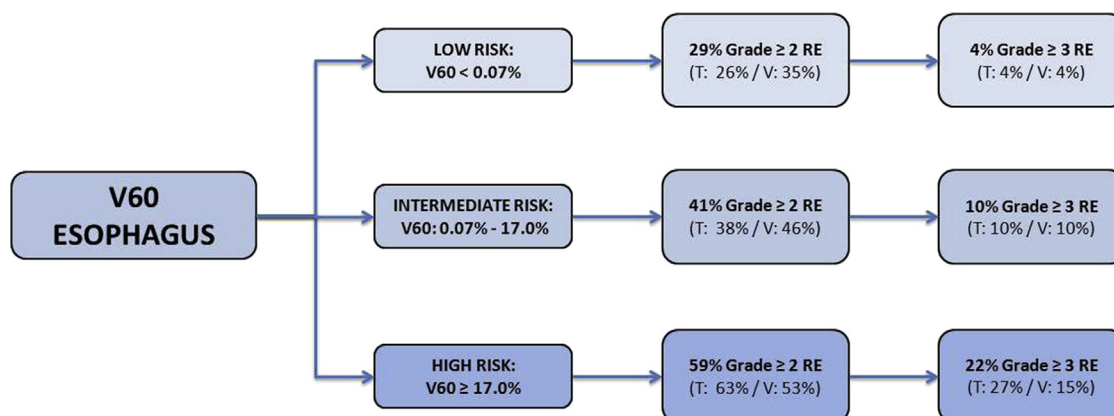 V60
ESOPHAGUS
LOW RISK:
V60 < 0.07%
29% Grade ≥ 2 RE
(T: 26% / V: 35%)
4% Grade ≥ 3 RE
(T: 4% / V: 4%)
INTERMEDIATE RISK:
V60: 0.07% - 17.0%
41% Grade ≥ 2 RE
(T: 38% / V: 46%)
10% Grade ≥ 3 RE
(T: 10% / V: 10%)
HIGH RISK:
V60 ≥ 17.0%
59% Grade ≥ 2 RE
(T: 63% / V: 53%)
22% Grade ≥ 3 RE
(T: 27% / V: 15%)